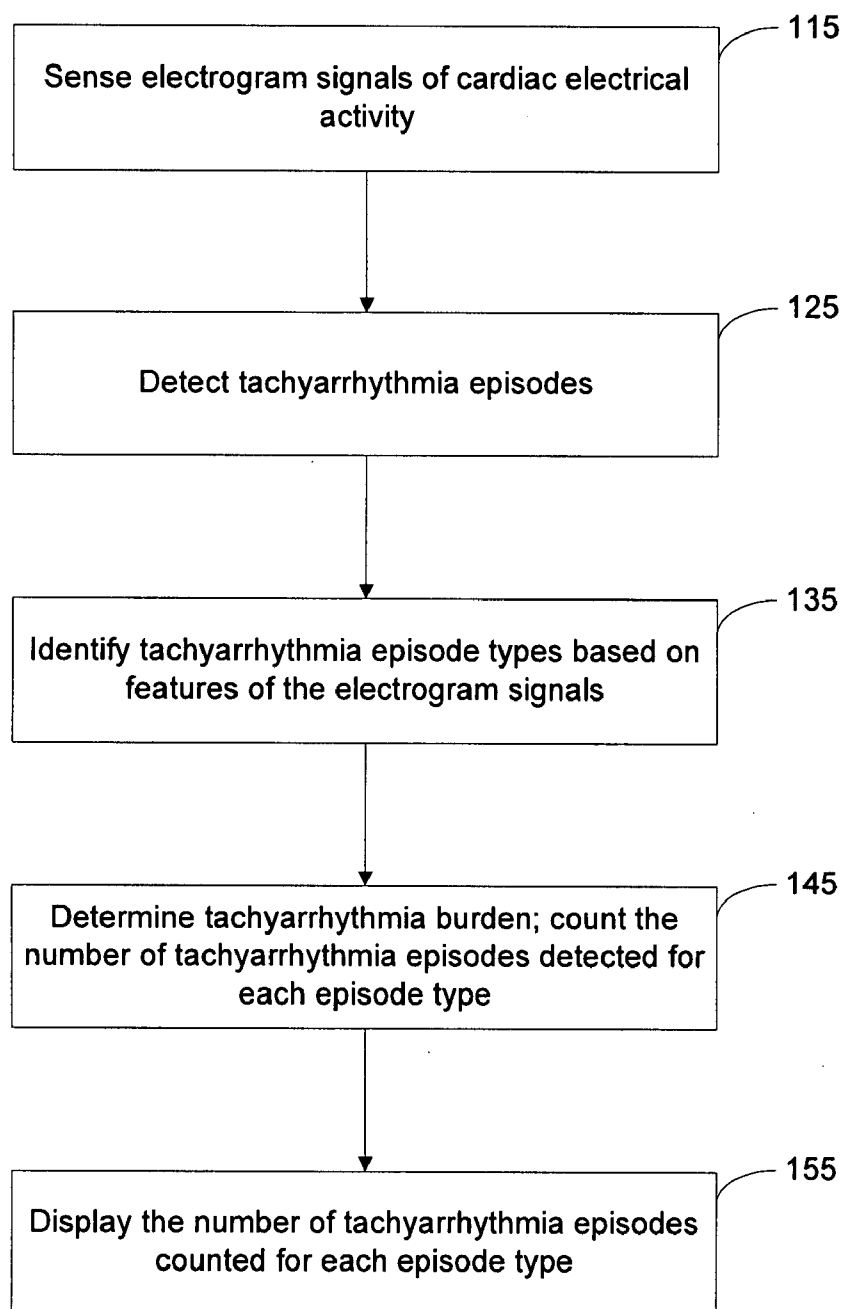 115
Sense electrogram signals of cardiac electrical
activity
125
Detect tachyarrhythmia episodes
135
Identify tachyarrhythmia episode types based on
features of the electrogram signals
145
Determine tachyarrhythmia burden; count the
number of tachyarrhythmia episodes detected for
each episode type
155
Display the number of tachyarrhythmia episodes
counted for each episode type